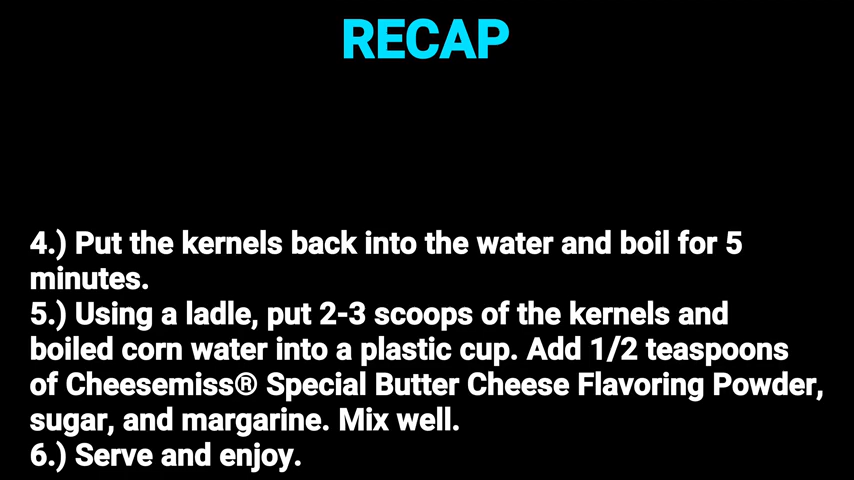 RECAP
4.) Put the kernels back into the water and boil for 5
minutes.
5.) Using a ladle, put 2-3 scoops of the kernels and
boiled corn water into a plastic cup. Add 1/2 teaspoons
of Cheesemiss® Special Butter Cheese Flavoring Powder,
sugar, and margarine. Mix well.
6.) Serve and enjoy.